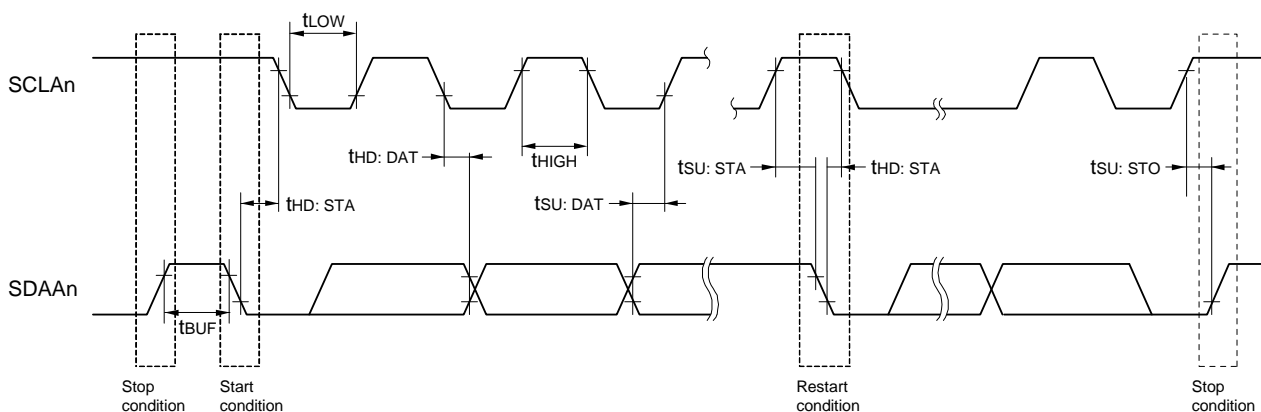 tLOW
SCLAn
tHD: DAT
tHIGH
tSU: STA
tHD: STA
tSU: STO
tHD: STA
tSU: DAT
SDAAn
tBUF
Stop
condition
Start
condition
Restart
condition
Stop
condition